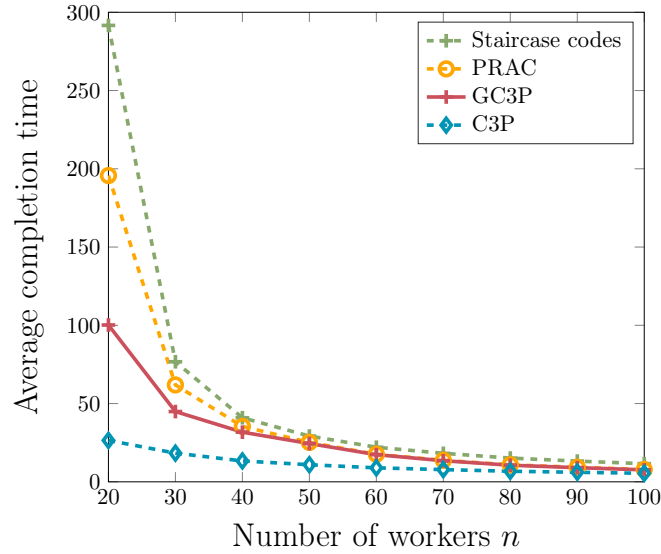 300
250
200
150
100
50
0
20 30 40 50 60 70 80 90 100
Average completion time
Number of workers n
Staircase codes
PRAC
GC3P
C3P